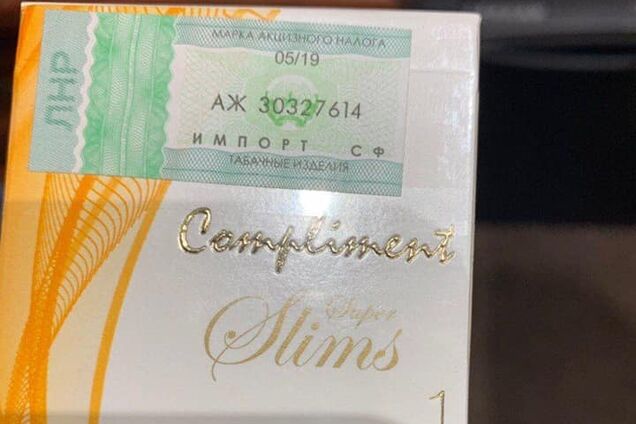 ЛНР
МАРКА АКЦИЗНОГО НАЛОГА
05/19
АЖ 30327614
ИМПОРТ СФ
ТАБАЧНЫЕ ИЗДЕЛИЯ
Compliment
Super
Slims
1